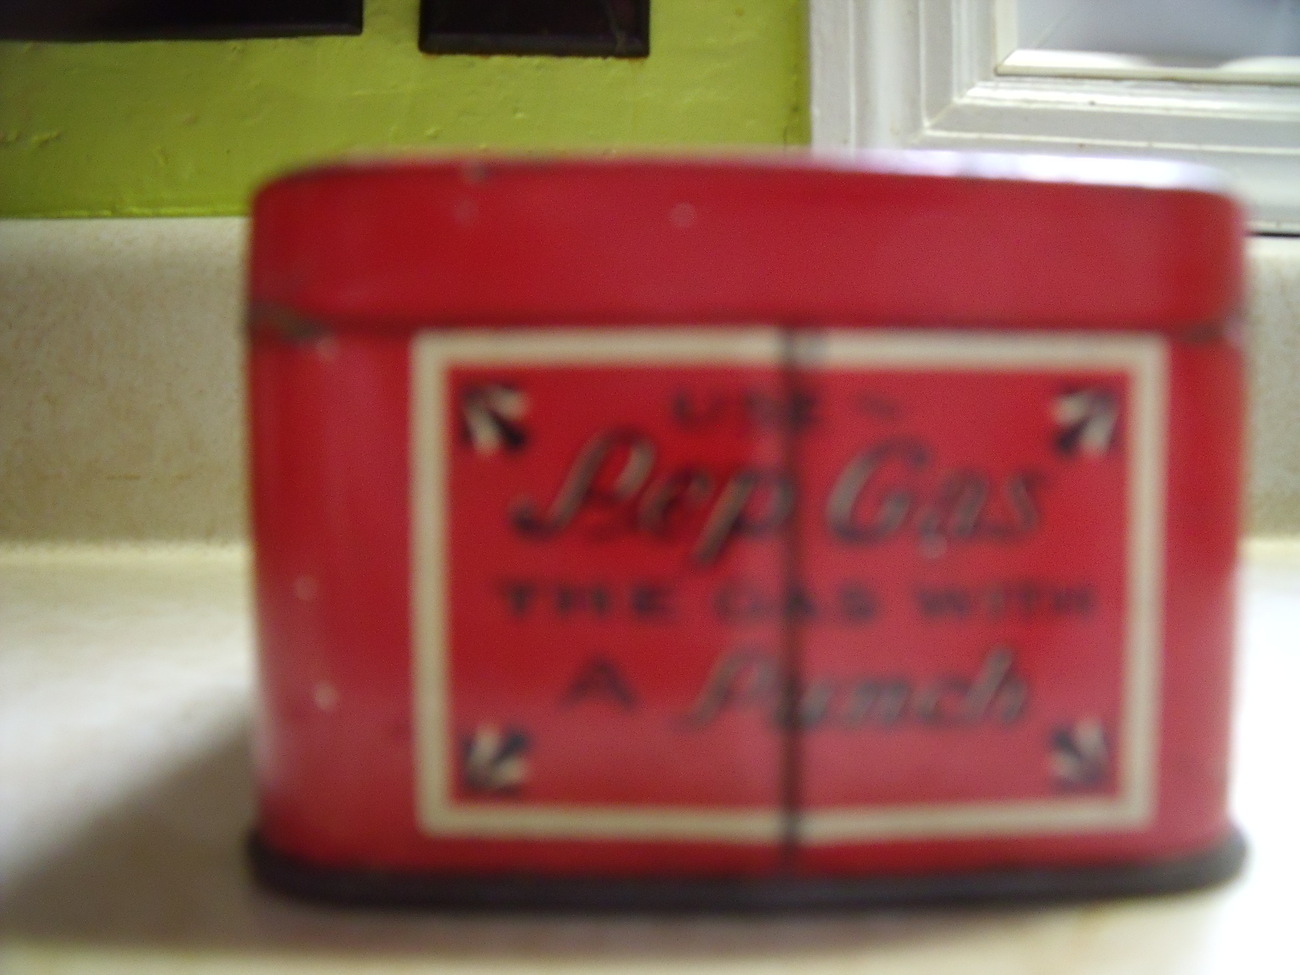 USE ~
Pep Gas
THE GAS WITH
A Punch